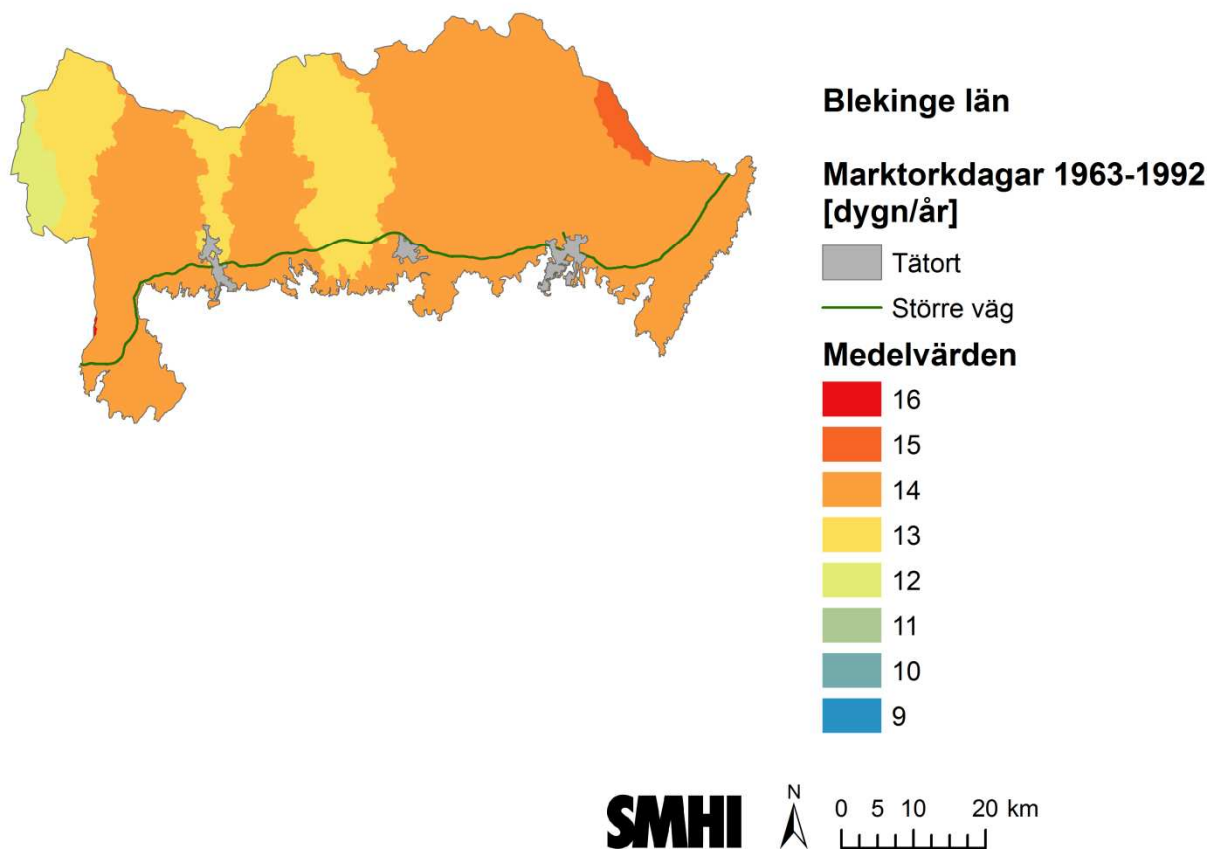 Blekinge län
Marktorkdagar 1963-1992
[dygn/år]
Tätort
Större väg
Medelvärden
16
15
14
13
12
11
10
9
SMHI
N
0 5 10 20 km